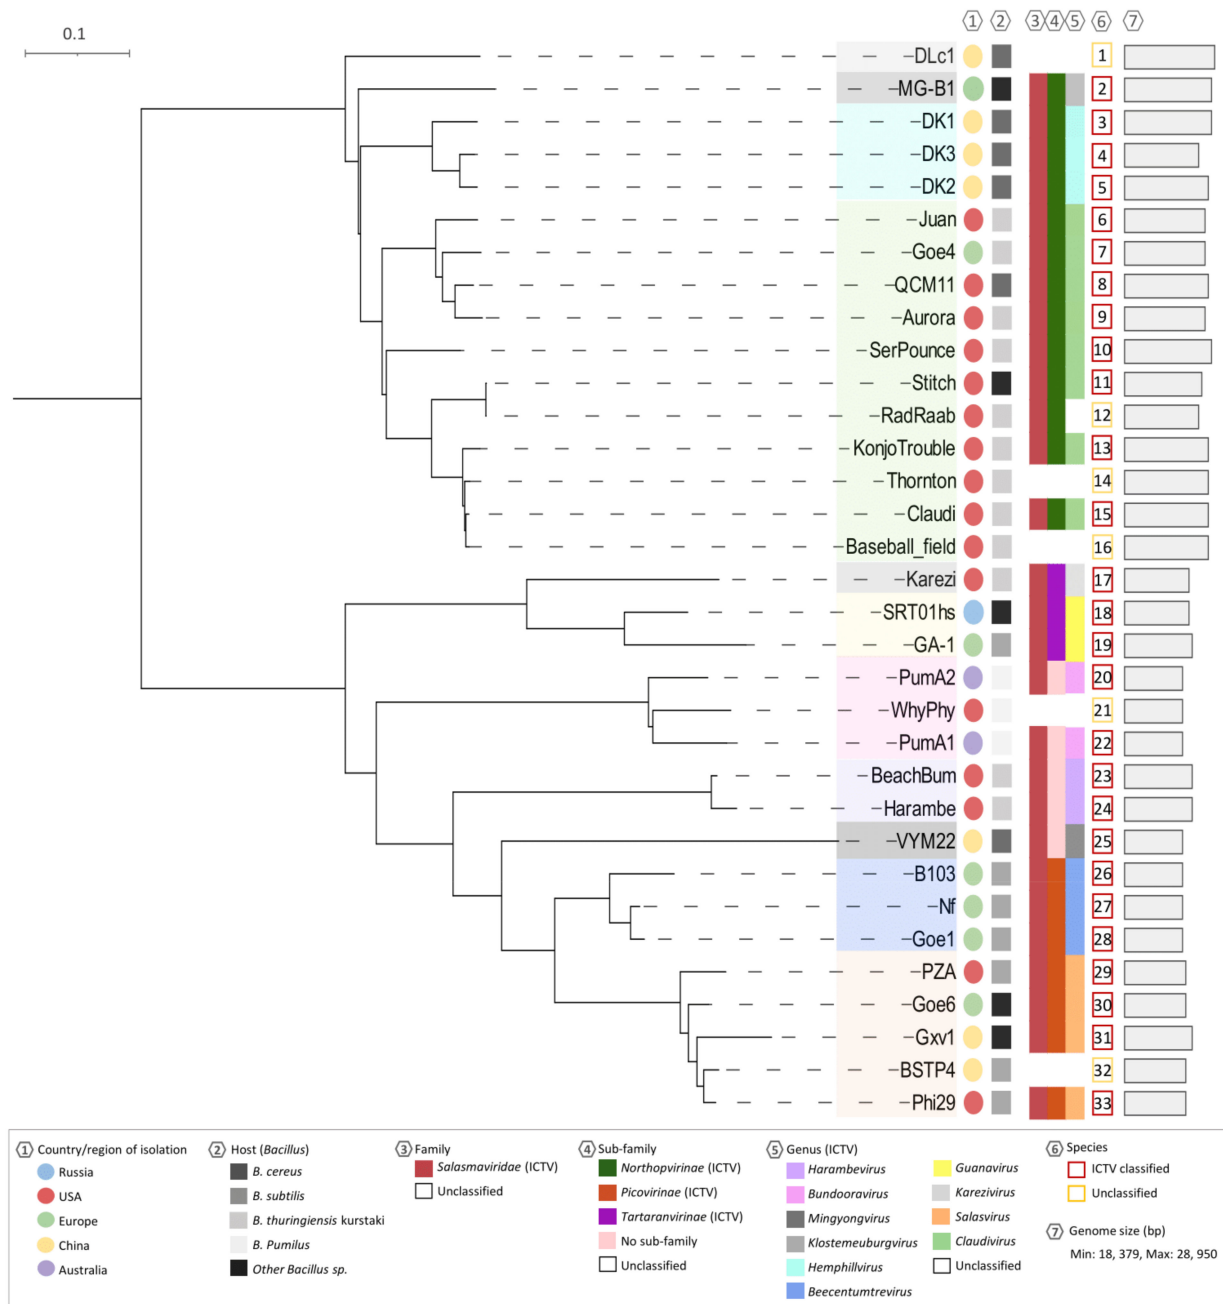 0.1
1 2 3 4 5 6 7
DLc1 1
MG-B1 2
DK1 3
DK3 4
DK2 5
Juan 6
Goe4 7
QCM11 8
Aurora 9
SerPounce 10
Stitch 11
RadRaab 12
KonjoTrouble 13
Thornton 14
Claudi 15
Baseball_field 16
Karezi 17
SRT01hs 18
GA-1 19
PumA2 20
WhyPhy 21
PumA1 22
BeachBum 23
Harambe 24
VYM22 25
B103 26
Nf 27
Goe1 28
PZA 29
Goe6 30
Gxv1 31
BSTP4 32
Phi29 33
1 Country/region of isolation
Russia
USA
Europe
China
Australia
2 Host (Bacillus)
B. cereus
B. subtilis
B. thuringiensis kurstaki
B. Pumilus
Other Bacillus sp.
3 Family
Salasmaviridae (ICTV)
Unclassified
4 Sub-family
Northopvirinae (ICTV)
Picovirinae (ICTV)
Tartaranvirinae (ICTV)
No sub-family
Unclassified
5 Genus (ICTV)
Harambevirus
Bundooravirus
Mingyongvirus
Klostemeuburgvirus
Hemphillvirus
Beecentumtrevirus
Guanavirus
Karezivirus
Salasvirus
Claudivirus
Unclassified
6 Species
ICTV classified
Unclassified
7 Genome size (bp)
Min: 18, 379, Max: 28, 950